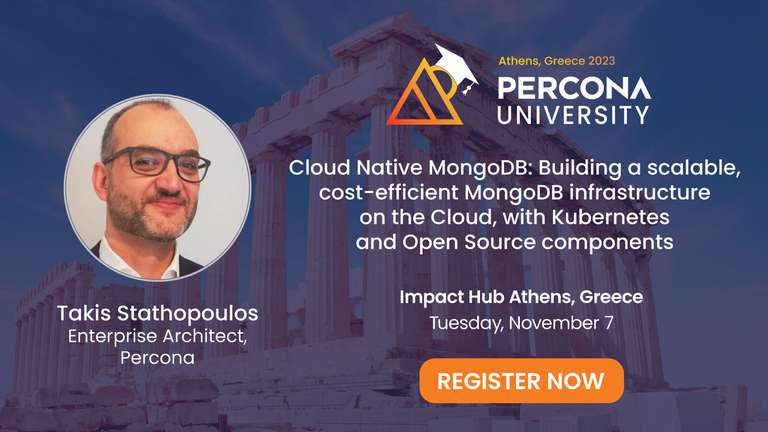 Athens, Greece 2023
PERCONA
UNIVERSITY
Cloud Native MongoDB: Building a scalable,
cost-efficient MongoDB infrastructure
on the Cloud, with Kubernetes
and Open Source components
Impact Hub Athens, Greece
Tuesday, November 7
REGISTER NOW
Takis Stathopoulos
Enterprise Architect,
Percona